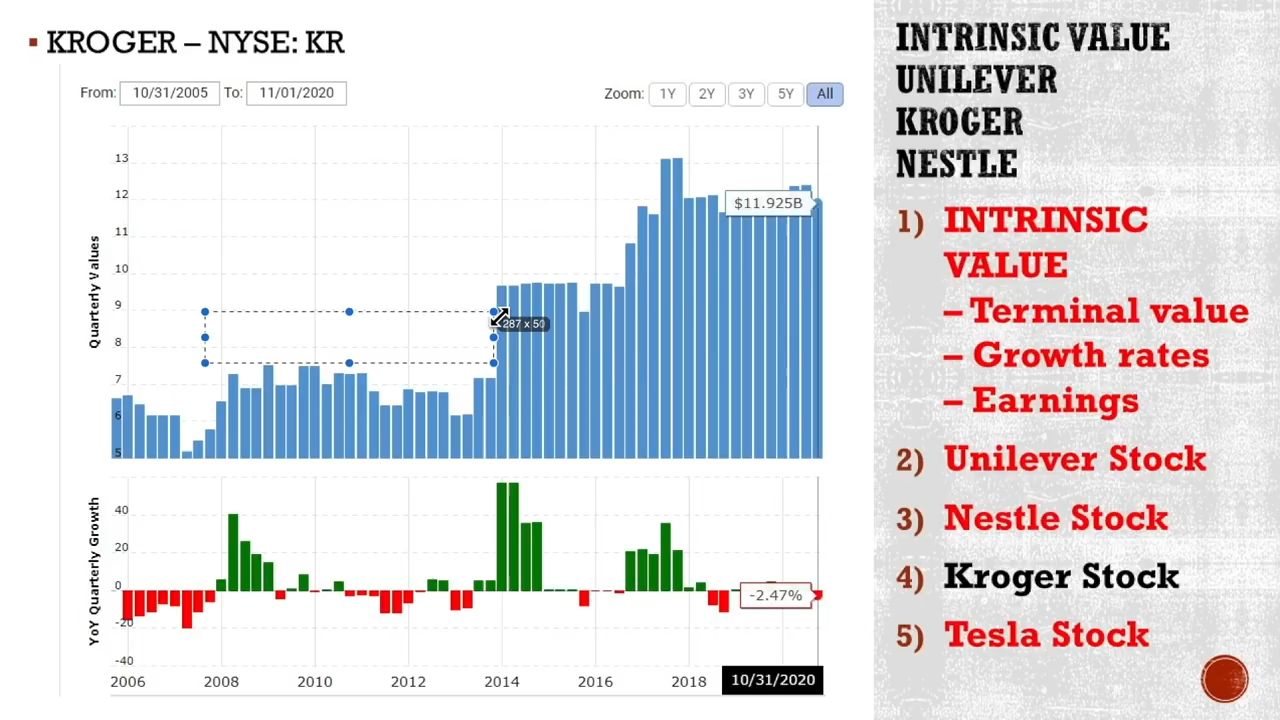 ▪ KROGER – NYSE: KR
From: 10/31/2005 To: 11/01/2020
Zoom: 1Y 2Y 3Y 5Y All
Quarterly Values
13
12
11
10
9
8
7
6
5
$11.925B
287 x 50
YoY Quarterly Growth
40
20
0
-20
-40
-2.47%
2006 2008 2010 2012 2014 2016 2018 10/31/2020
INTRINSIC VALUE
UNILEVER
KROGER
NESTLE
1) INTRINSIC
VALUE
– Terminal value
– Growth rates
– Earnings
2) Unilever Stock
3) Nestle Stock
4) Kroger Stock
5) Tesla Stock